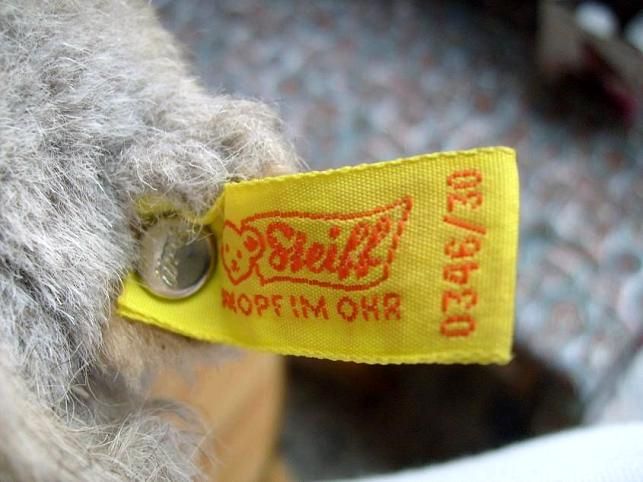 Steiff
KNOPF IM OHR
0346/30